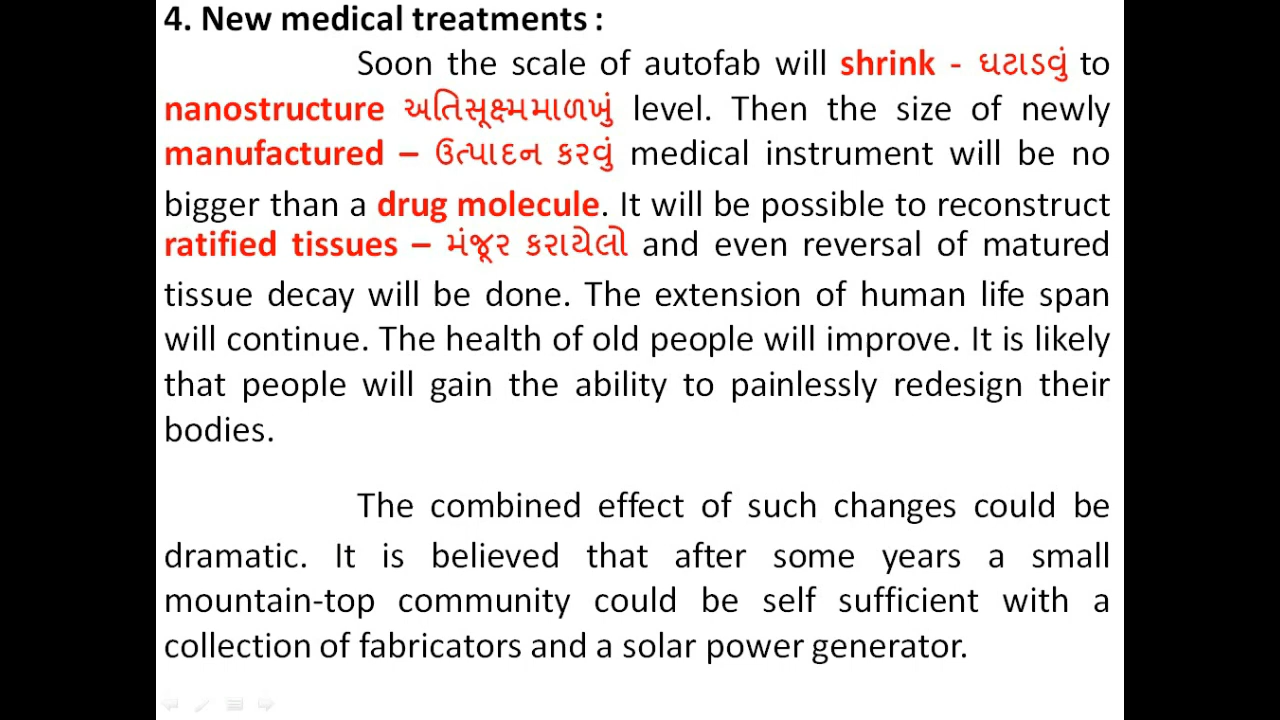 4. New medical treatments :
Soon the scale of autofab will shrink - ઘટાડવું to
nanostructure અતિસૂક્ષ્મમાળખું level. Then the size of newly
manufactured – ઉત્પાદન કરવું medical instrument will be no
bigger than a drug molecule. It will be possible to reconstruct
ratified tissues – મંજૂર કરાયેલો and even reversal of matured
tissue decay will be done. The extension of human life span
will continue. The health of old people will improve. It is likely
that people will gain the ability to painlessly redesign their
bodies.
The combined effect of such changes could be
dramatic. It is believed that after some years a small
mountain-top community could be self sufficient with a
collection of fabricators and a solar power generator.